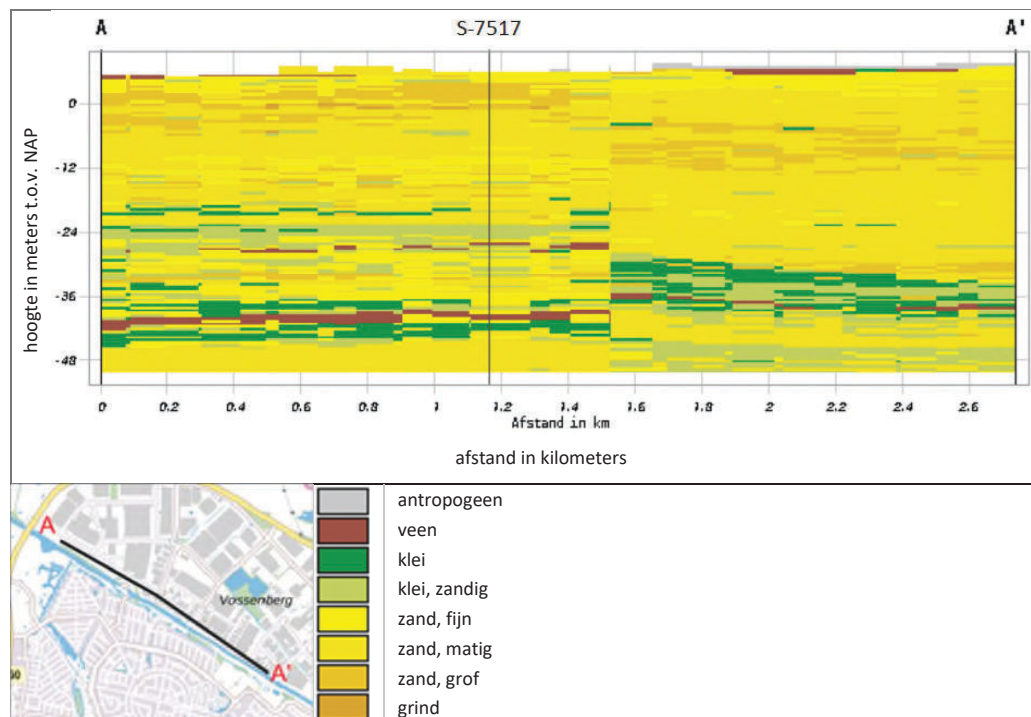 A S-7517 A'
hoogte in meters t.o.v. NAP
0
-12
-24
-36
-48
0 0.2 0.4 0.6 0.8 1 1.2 1.4 1.6 1.8 2 2.2 2.4 2.6
Afstand in km
afstand in kilometers
A
Vossenberg
A'
antropogeen
veen
klei
klei, zandig
zand, fijn
zand, matig
zand, grof
grind